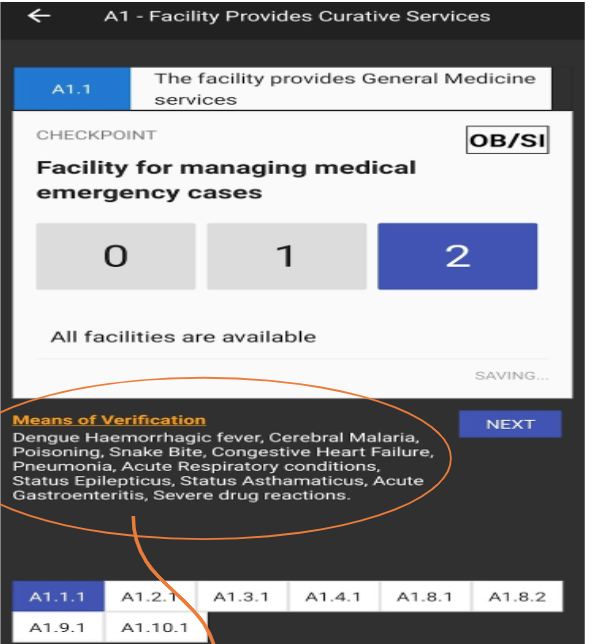 A1 - Facility Provides Curative Services
A1.1
The facility provides General Medicine
services
CHECKPOINT
OB/SI
Facility for managing medical
emergency cases
0 1 2
All facilities are available
SAVING...
Means of Verification
NEXT
Dengue Haemorrhagic fever, Cerebral Malaria,
Poisoning, Snake Bite, Congestive Heart Failure,
Pneumonia, Acute Respiratory conditions,
Status Epilepticus, Status Asthamaticus, Acute
Gastroenteritis, Severe drug reactions.
A1.1.1 A1.2.1 A1.3.1 A1.4.1 A1.8.1 A1.8.2
A1.9.1 A1.10.1